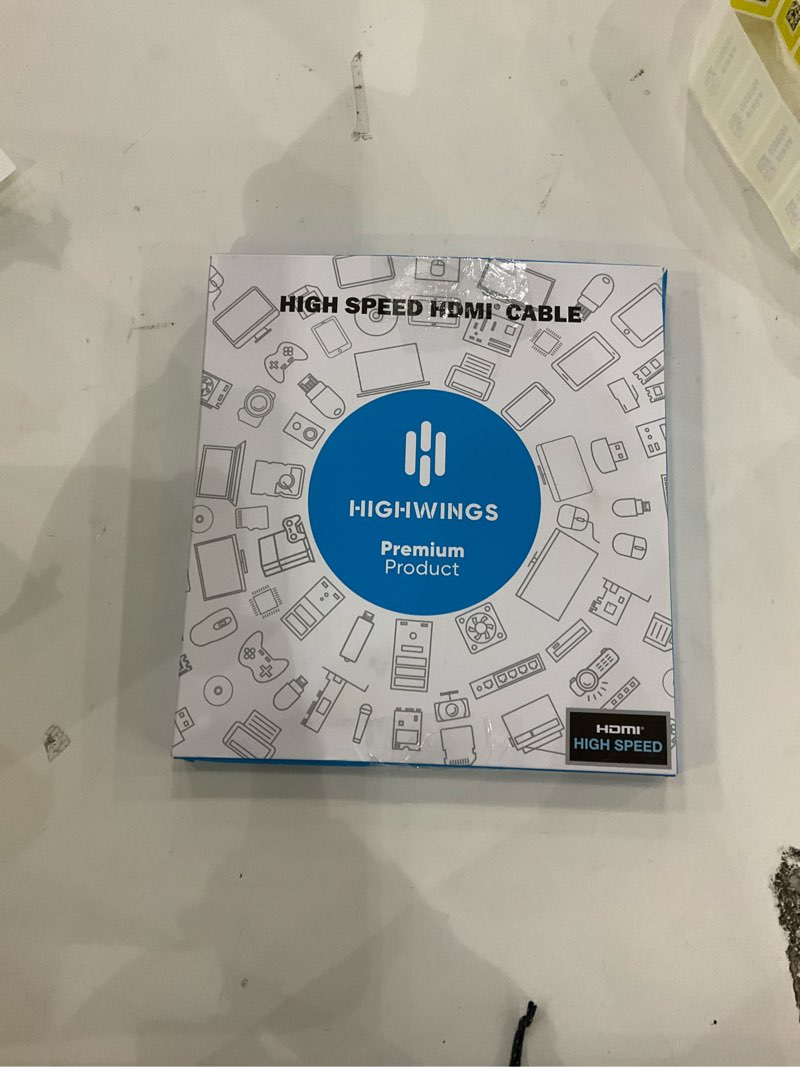 HIGH SPEED HDMI® CABLE
HIGHWINGS
Premium
Product
HDMI®
HIGH SPEED